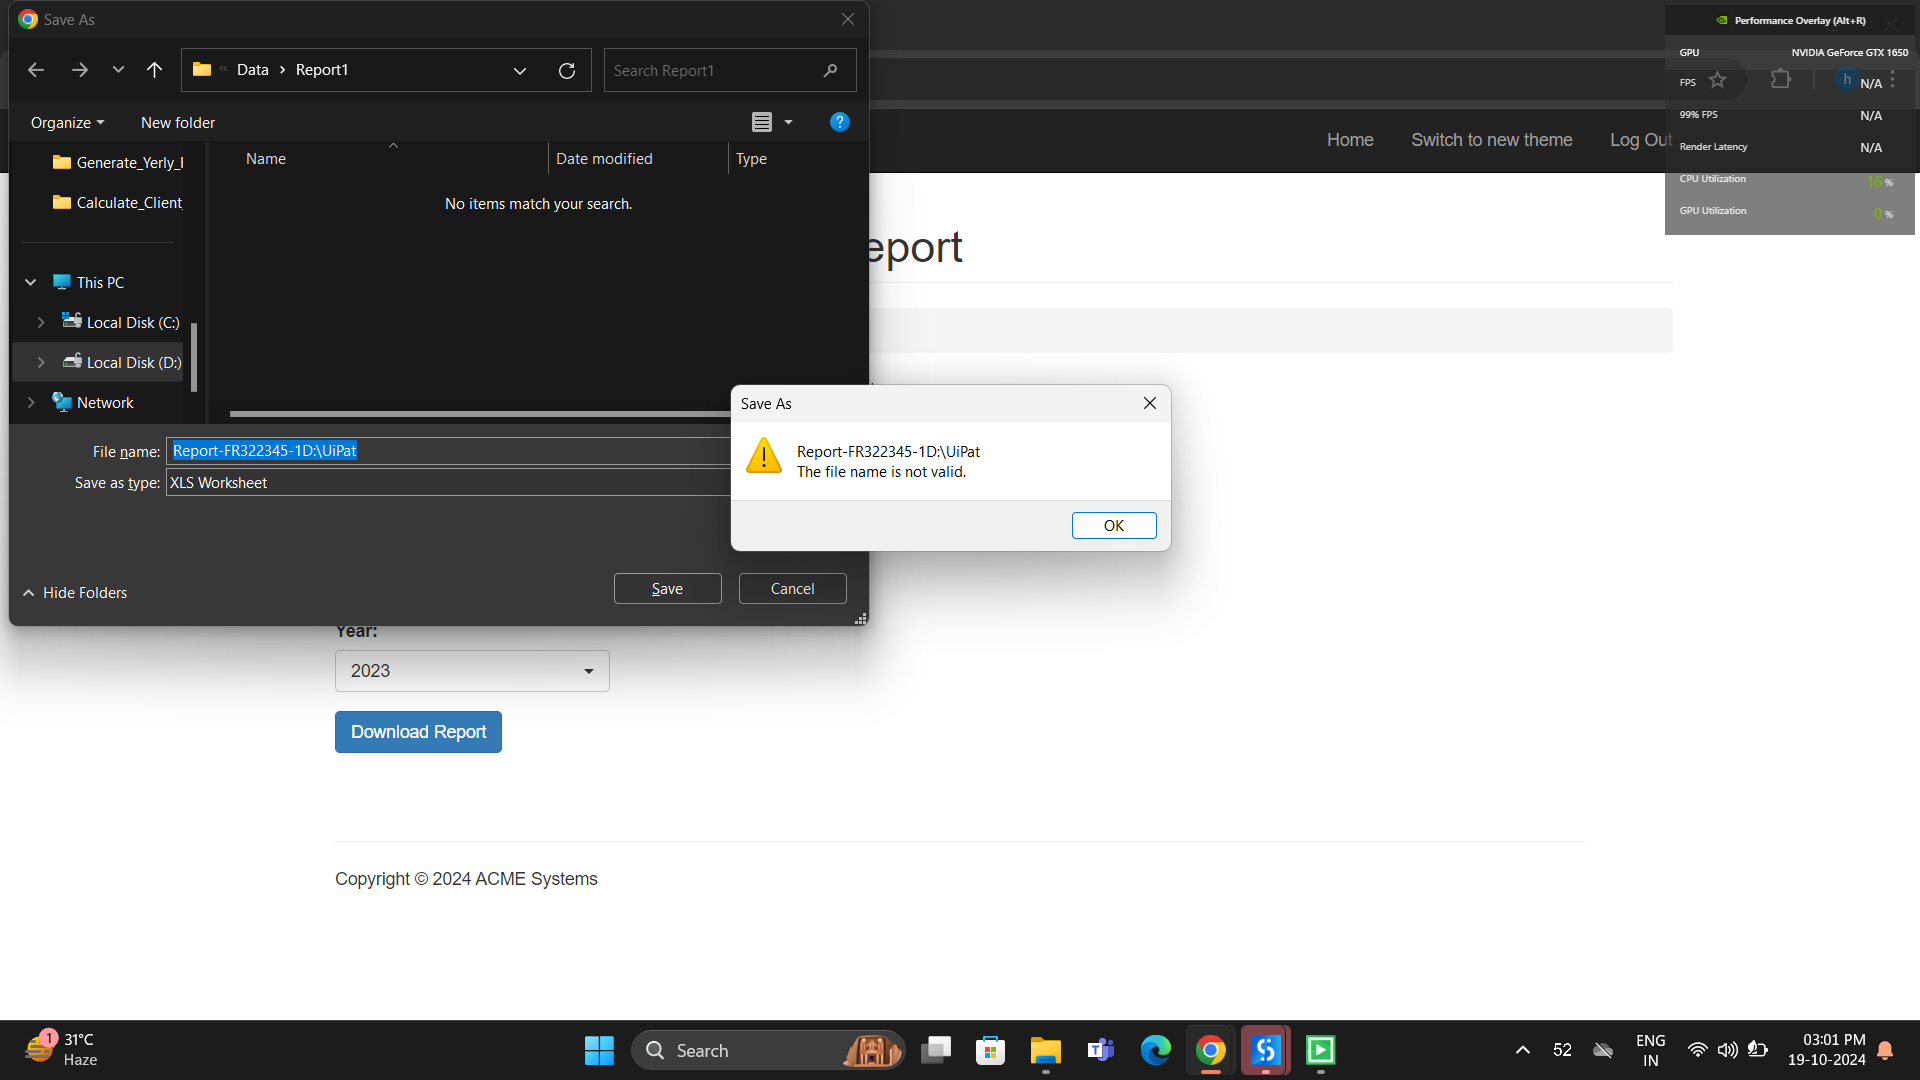 Save As
Data › Report1
Search Report1
Organize
New folder
?
Generate_Yerly_
Calculate_Client_
This PC
Local Disk (C:)
Local Disk (D:)
Network
Name
Date modified
Type
No items match your search.
File name:
Report-FR322345-1D:\UiPat
Save as type:
XLS Worksheet
Hide Folders
Save
Cancel
Save As
Report-FR322345-1D:\UiPat
The file name is not valid.
OK
Performance Overlay (Alt+R)
GPU
NVIDIA GeForce GTX 1650
FPS
N/A
h
99% FPS
N/A
Render Latency
N/A
CPU Utilization
16 %
GPU Utilization
0 %
Home
Switch to new theme
Log Out
eport
Year:
2023
Download Report
Copyright © 2024 ACME Systems
1
31°C
Haze
Search
52
ENG
IN
03:01 PM
19-10-2024